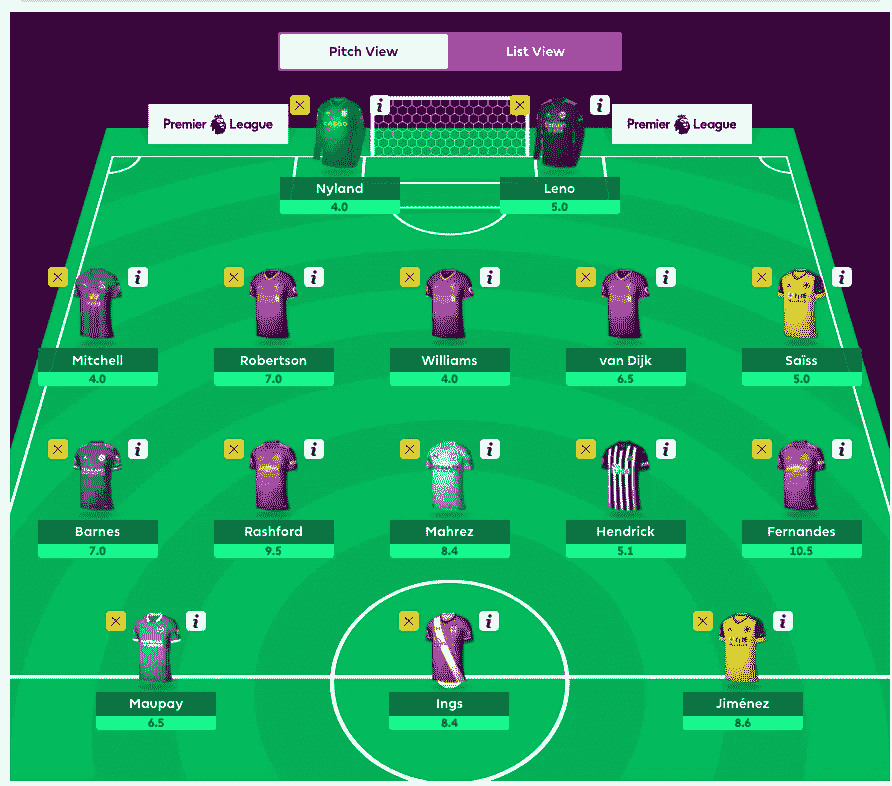 Pitch View
List View
Premier League
Premier League
Nyland
4.0
Leno
5.0
Mitchell
4.0
Robertson
7.0
Williams
4.0
van Dijk
6.5
Saïss
5.0
Barnes
7.0
Rashford
9.5
Mahrez
8.4
Hendrick
5.1
Fernandes
10.5
Maupay
6.5
Ings
8.4
Jiménez
8.6